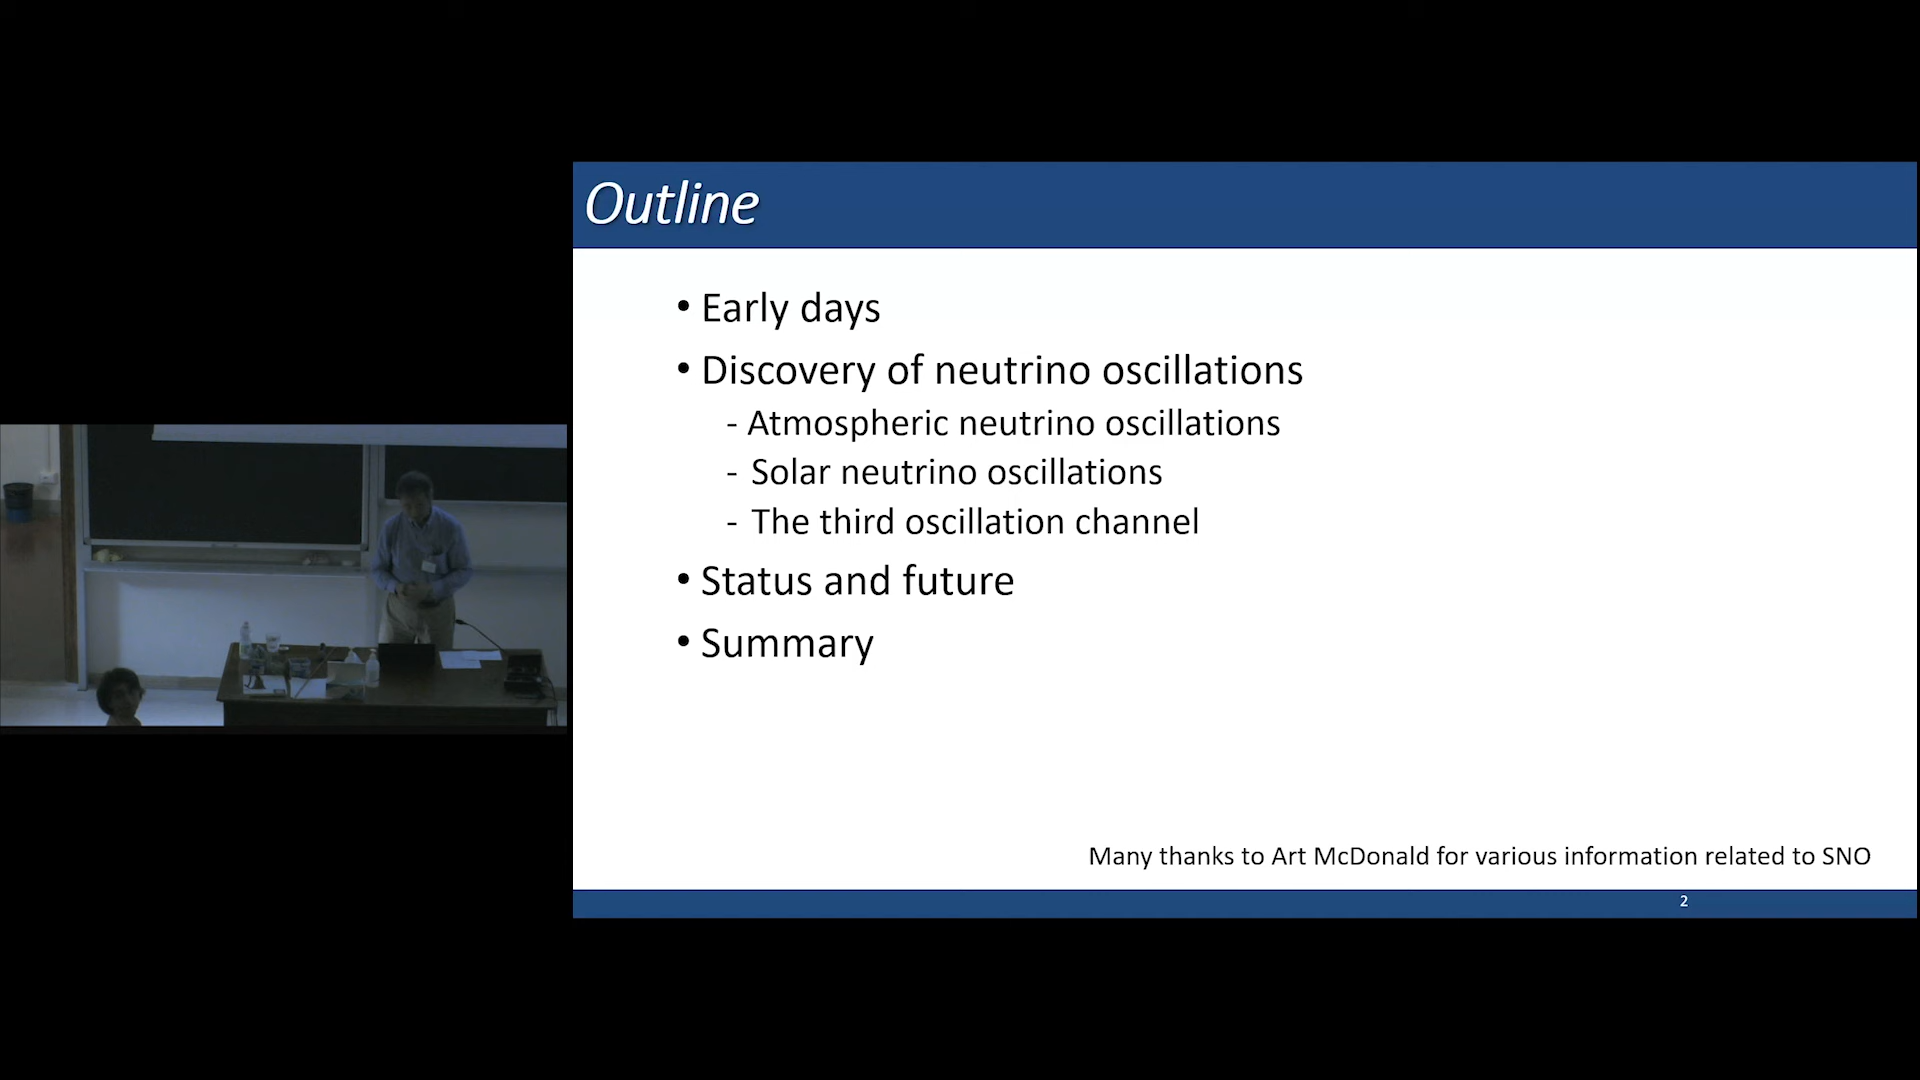 Outline
• Early days
• Discovery of neutrino oscillations
- Atmospheric neutrino oscillations
- Solar neutrino oscillations
- The third oscillation channel
• Status and future
• Summary
Many thanks to Art McDonald for various information related to SNO
2